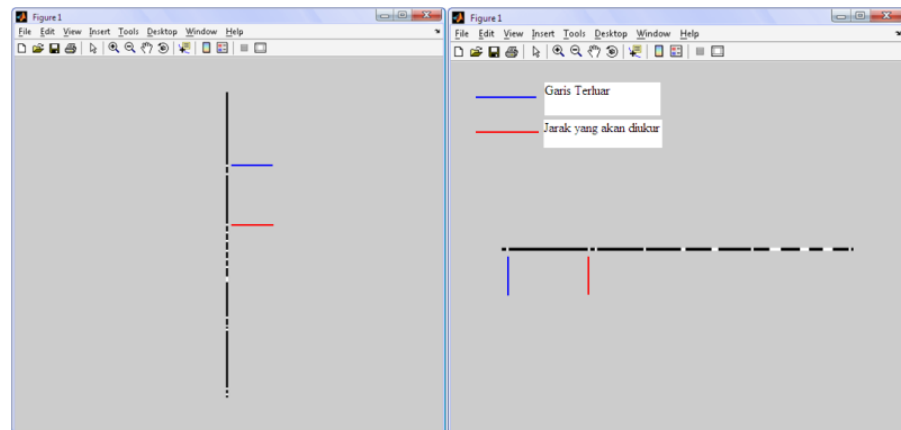 Figure 1
File Edit View Insert Tools Desktop Window Help
Figure 1
File Edit View Insert Tools Desktop Window Help
Garis Terluar
Jarak yang akan diukur